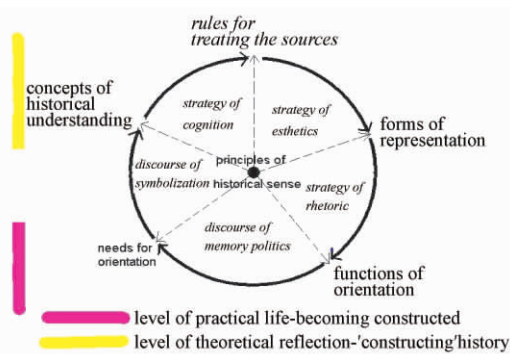 rules for
treating the sources
concepts of
historical
understanding
strategy of
cognition
strategy of
esthetics
forms of
representation
discourse of
symbolization
principles of
historical sense
strategy of
rhetoric
discourse of
memory politics
needs for
orientation
functions of
orientation
level of practical life-becoming constructed
level of theoretical reflection-'constructing'history